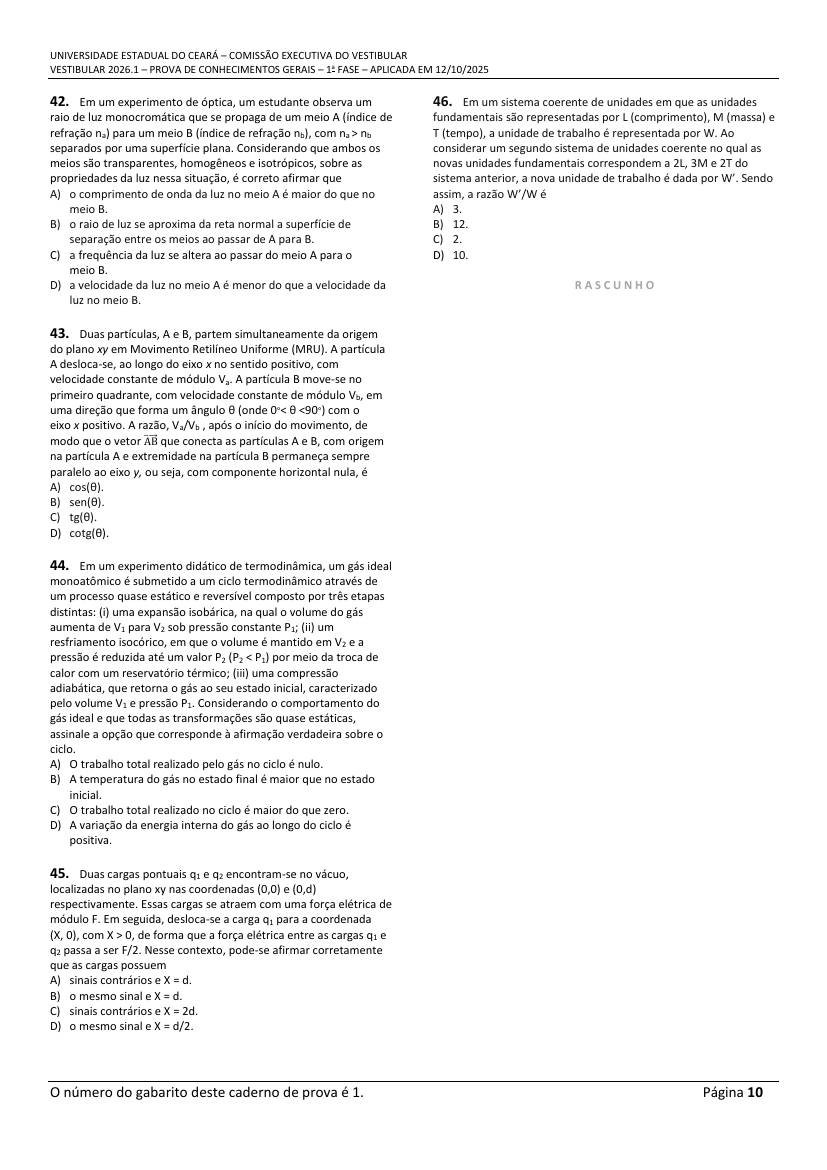 UNIVERSIDADE ESTADUAL DO CEARÁ – COMISSÃO EXECUTIVA DO VESTIBULAR
VESTIBULAR 2026.1 – PROVA DE CONHECIMENTOS GERAIS – 1ª FASE – APLICADA EM 12/10/2025
42. Em um experimento de óptica, um estudante observa um
raio de luz monocromática que se propaga de um meio A (índice de
refração nₐ) para um meio B (índice de refração n_b), com nₐ > n_b
separados por uma superfície plana. Considerando que ambos os
meios são transparentes, homogêneos e isotrópicos, sobre as
propriedades da luz nessa situação, é correto afirmar que
A) o comprimento de onda da luz no meio A é maior do que no
meio B.
B) o raio de luz se aproxima da reta normal a superfície de
separação entre os meios ao passar de A para B.
C) a frequência da luz se altera ao passar do meio A para o
meio B.
D) a velocidade da luz no meio A é menor do que a velocidade da
luz no meio B.
43. Duas partículas, A e B, partem simultaneamente da origem
do plano xy em Movimento Retilíneo Uniforme (MRU). A partícula
A desloca-se, ao longo do eixo x no sentido positivo, com
velocidade constante de módulo Vₐ. A partícula B move-se no
primeiro quadrante, com velocidade constante de módulo V_b, em
uma direção que forma um ângulo θ (onde 0°< θ <90°) com o
eixo x positivo. A razão, Vₐ/V_b , após o início do movimento, de
modo que o vetor A͞B͞ que conecta as partículas A e B, com origem
na partícula A e extremidade na partícula B permaneça sempre
paralelo ao eixo y, ou seja, com componente horizontal nula, é
A) cos(θ).
B) sen(θ).
C) tg(θ).
D) cotg(θ).
44. Em um experimento didático de termodinâmica, um gás ideal
monoatômico é submetido a um ciclo termodinâmico através de
um processo quase estático e reversível composto por três etapas
distintas: (i) uma expansão isobárica, na qual o volume do gás
aumenta de V₁ para V₂ sob pressão constante P₁; (ii) um
resfriamento isocórico, em que o volume é mantido em V₂ e a
pressão é reduzida até um valor P₂ (P₂ < P₁) por meio da troca de
calor com um reservatório térmico; (iii) uma compressão
adiabática, que retorna o gás ao seu estado inicial, caracterizado
pelo volume V₁ e pressão P₁. Considerando o comportamento do
gás ideal e que todas as transformações são quase estáticas,
assinale a opção que corresponde à afirmação verdadeira sobre o
ciclo.
A) O trabalho total realizado pelo gás no ciclo é nulo.
B) A temperatura do gás no estado final é maior que no estado
inicial.
C) O trabalho total realizado no ciclo é maior do que zero.
D) A variação da energia interna do gás ao longo do ciclo é
positiva.
45. Duas cargas pontuais q₁ e q₂ encontram-se no vácuo,
localizadas no plano xy nas coordenadas (0,0) e (0,d)
respectivamente. Essas cargas se atraem com uma força elétrica de
módulo F. Em seguida, desloca-se a carga q₁ para a coordenada
(X, 0), com X > 0, de forma que a força elétrica entre as cargas q₁ e
q₂ passa a ser F/2. Nesse contexto, pode-se afirmar corretamente
que as cargas possuem
A) sinais contrários e X = d.
B) o mesmo sinal e X = d.
C) sinais contrários e X = 2d.
D) o mesmo sinal e X = d/2.
46. Em um sistema coerente de unidades em que as unidades
fundamentais são representadas por L (comprimento), M (massa) e
T (tempo), a unidade de trabalho é representada por W. Ao
considerar um segundo sistema de unidades coerente no qual as
novas unidades fundamentais correspondem a 2L, 3M e 2T do
sistema anterior, a nova unidade de trabalho é dada por W’. Sendo
assim, a razão W’/W é
A) 3.
B) 12.
C) 2.
D) 10.
RASCUNHO
O número do gabarito deste caderno de prova é 1.
Página 10